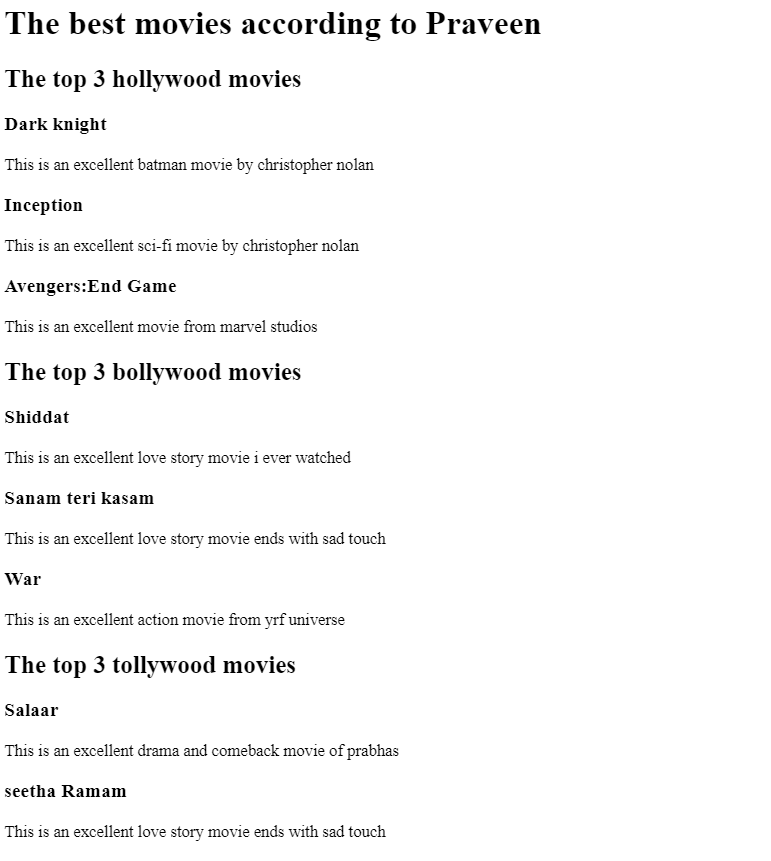 The best movies according to Praveen
The top 3 hollywood movies
Dark knight
This is an excellent batman movie by christopher nolan
Inception
This is an excellent sci-fi movie by christopher nolan
Avengers:End Game
This is an excellent movie from marvel studios
The top 3 bollywood movies
Shiddat
This is an excellent love story movie i ever watched
Sanam teri kasam
This is an excellent love story movie ends with sad touch
War
This is an excellent action movie from yrf universe
The top 3 tollywood movies
Salaar
This is an excellent drama and comeback movie of prabhas
seetha Ramam
This is an excellent love story movie ends with sad touch